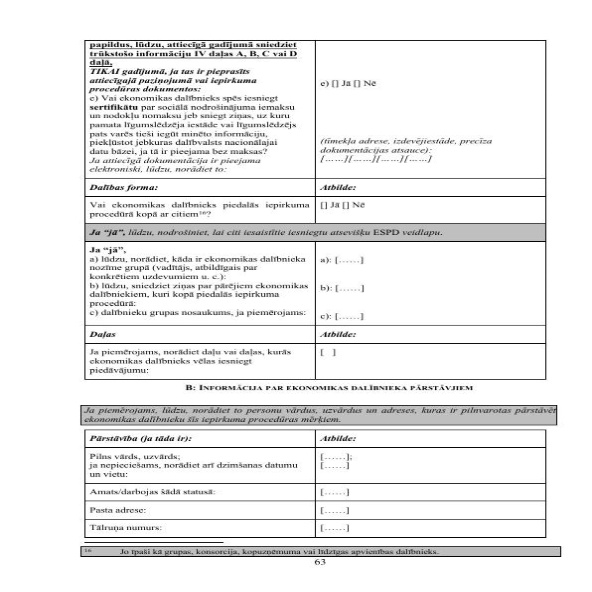 papildus, lūdzu, attiecīgā gadījumā sniedziet
trūkstošo informāciju IV daļas A, B, C vai D
daļā,
TIKAI gadījumā, ja tas ir pieprasīts
attiecīgajā paziņojumā vai iepirkuma
procedūras dokumentos:
e) Vai ekonomikas dalībnieks spēs iesniegt
sertifikātu par sociālā nodrošinājuma iemaksu
un nodokļu nomaksu jeb sniegt ziņas, uz kuru
pamata līgumslēdzēja iestāde vai līgumslēdzējs
pats varēs tieši iegūt minēto informāciju,
piekļūstot jebkuras dalībvalsts nacionālajai
datu bāzei, ja tā ir pieejama bez maksas?
Ja attiecīgā dokumentācija ir pieejama
elektroniski, lūdzu, norādiet to:
e) [] Jā [] Nē
(tīmekļa adrese, izdevējiestāde, precīza
dokumentācijas atsauce):
[……][……][……][……]
Dalības forma:
Atbilde:
Vai ekonomikas dalībnieks piedalās iepirkuma
procedūrā kopā ar citiem16?
[] Jā [] Nē
Ja “jā”, lūdzu, nodrošiniet, lai citi iesaistītie iesniegtu atsevišķu ESPD veidlapu.
Ja “jā”,
a) lūdzu, norādiet, kāda ir ekonomikas dalībnieka
nozīme grupā (vadītājs, atbildīgais par
konkrētiem uzdevumiem u. c.):
b) lūdzu, sniedziet ziņas par pārējiem ekonomikas
dalībniekiem, kuri kopā piedalās iepirkuma
procedūrā:
c) dalībnieku grupas nosaukums, ja piemērojams:
a): [……]
b): [……]
c): [……]
Daļas
Atbilde:
Ja piemērojams, norādiet daļu vai daļas, kurās
ekonomikas dalībnieks vēlas iesniegt
piedāvājumu:
[ ]
B: INFORMĀCIJA PAR EKONOMIKAS DALĪBNIEKA PĀRSTĀVJIEM
Ja piemērojams, lūdzu, norādiet to personu vārdus, uzvārdus un adreses, kuras ir pilnvarotas pārstāvēt
ekonomikas dalībnieku šīs iepirkuma procedūras mērķiem.
Pārstāvība (ja tāda ir):
Atbilde:
Pilns vārds, uzvārds;
ja nepieciešams, norādiet arī dzimšanas datumu
un vietu:
[……];
[……]
Amats/darbojas šādā statusā:
[……]
Pasta adrese:
[……]
Tālruņa numurs:
[……]
16 Jo īpaši kā grupas, konsorcija, kopuzņēmuma vai līdzīgas apvienības dalībnieks.
63